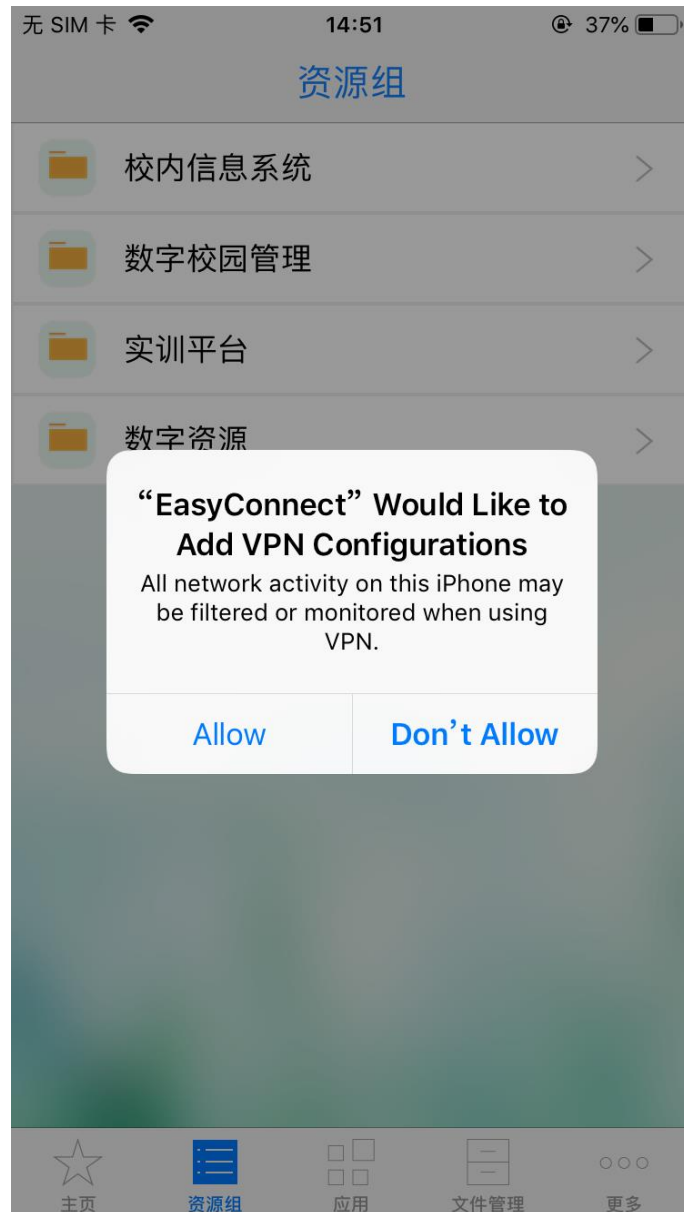 无 SIM 卡 14:51 37%
资源组
校内信息系统
数字校园管理
实训平台
数字资源
“EasyConnect” Would Like to
Add VPN Configurations
All network activity on this iPhone may
be filtered or monitored when using
VPN.
Allow Don’t Allow
主页 资源组 应用 文件管理 更多